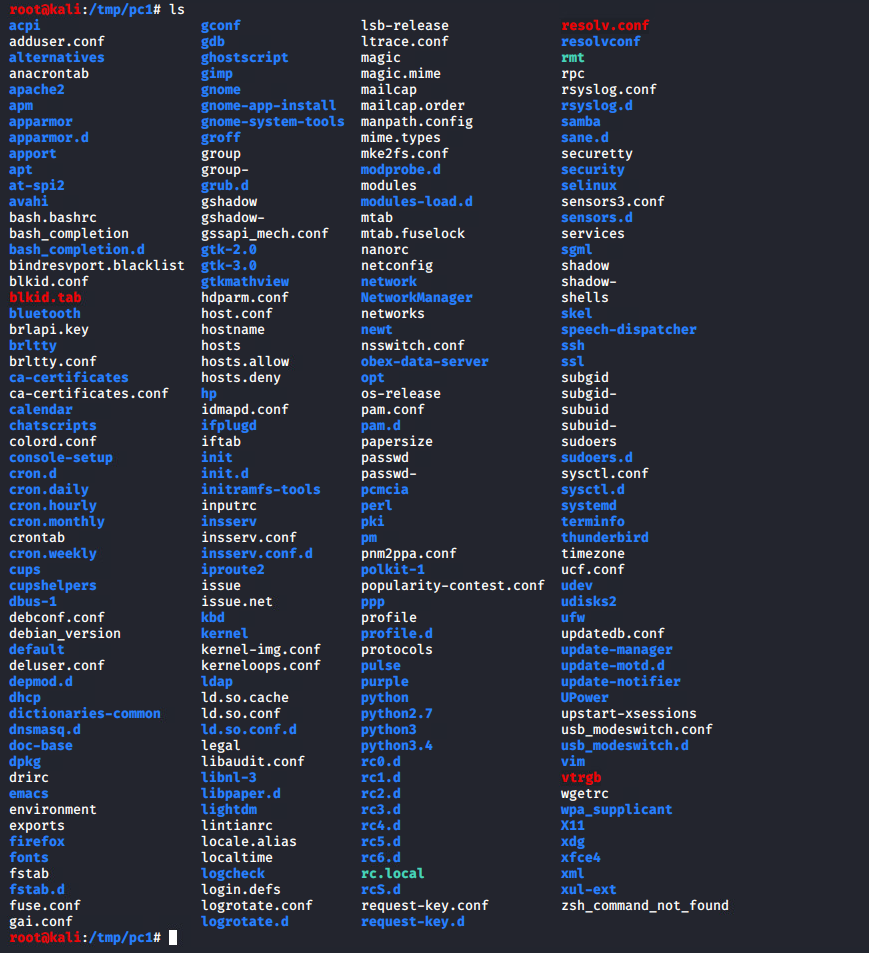 root@kali:/tmp/pc1# ls
acpi gconf lsb-release resolv.conf
adduser.conf gdb ltrace.conf resolvconf
alternatives ghostscript magic rmt
anacrontab gimp magic.mime rpc
apache2 gnome mailcap rsyslog.conf
apm gnome-app-install mailcap.order rsyslog.d
apparmor gnome-system-tools manpath.config samba
apparmor.d groff mime.types sane.d
apport group mke2fs.conf securetty
apt group- modprobe.d security
at-spi2 grub.d modules selinux
avahi gshadow modules-load.d sensors3.conf
bash.bashrc gshadow- mtab sensors.d
bash_completion gssapi_mech.conf mtab.fuselock services
bash_completion.d gtk-2.0 nanorc sgml
bindresvport.blacklist gtk-3.0 netconfig shadow
blkid.conf gtkmathview network shadow-
blkid.tab hdparm.conf NetworkManager shells
bluetooth host.conf networks skel
brlapi.key hostname newt speech-dispatcher
brltty hosts nsswitch.conf ssh
brltty.conf hosts.allow obex-data-server ssl
ca-certificates hosts.deny opt subgid
ca-certificates.conf hp os-release subgid-
calendar idmapd.conf pam.conf subuid
chatscripts ifplugd pam.d subuid-
colord.conf iftab papersize sudoers
console-setup init passwd sudoers.d
cron.d init.d passwd- sysctl.conf
cron.daily initramfs-tools pcmcia sysctl.d
cron.hourly inputrc perl systemd
cron.monthly insserv pki terminfo
crontab insserv.conf pm thunderbird
cron.weekly insserv.conf.d pnm2ppa.conf timezone
cups iproute2 polkit-1 ucf.conf
cupshelpers issue popularity-contest.conf udev
dbus-1 issue.net ppp udisks2
debconf.conf kbd profile ufw
debian_version kernel profile.d updatedb.conf
default kernel-img.conf protocols update-manager
deluser.conf kerneloops.conf pulse update-motd.d
depmod.d ldap purple update-notifier
dhcp ld.so.cache python UPower
dictionaries-common ld.so.conf python2.7 upstart-xsessions
dnsmasq.d ld.so.conf.d python3 usb_modeswitch.conf
doc-base legal python3.4 usb_modeswitch.d
dpkg libaudit.conf rc0.d vim
drirc libnl-3 rc1.d vtrgb
emacs libpaper.d rc2.d wgetrc
environment lightdm rc3.d wpa_supplicant
exports lintianrc rc4.d X11
firefox locale.alias rc5.d xdg
fonts localtime rc6.d xfce4
fstab logcheck rc.local xml
fstab.d login.defs rcS.d xul-ext
fuse.conf logrotate.conf request-key.conf zsh_command_not_found
gai.conf logrotate.d request-key.d
root@kali:/tmp/pc1#